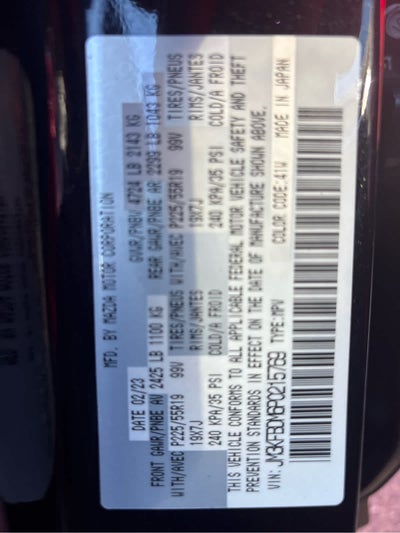 MFD. BY MAZDA MOTOR CORPORATION
DATE 02/23 GVWR/PNBV 4724 LB 2143 KG
FRONT GAWR/PNBE AV 2425 LB 1100 KG REAR GAWR/PNBE AR 2299 LB 1043 KG
WITH/AVEC P225/55R19 99V TIRES/PNEUS WITH/AVEC P225/55R19 99V TIRES/PNEUS
19X7J RIMS/JANTES 19X7J RIMS/JANTES
240 KPA/35 PSI COLD/A FROID 240 KPA/35 PSI COLD/A FROID
THIS VEHICLE CONFORMS TO ALL APPLICABLE FEDERAL MOTOR VEHICLE SAFETY AND THEFT
PREVENTION STANDARDS IN EFFECT ON THE DATE OF MANUFACTURE SHOWN ABOVE.
VIN: JM3KFBDM6P0215769 TYPE:MPV COLOR CODE:41W MADE IN JAPAN